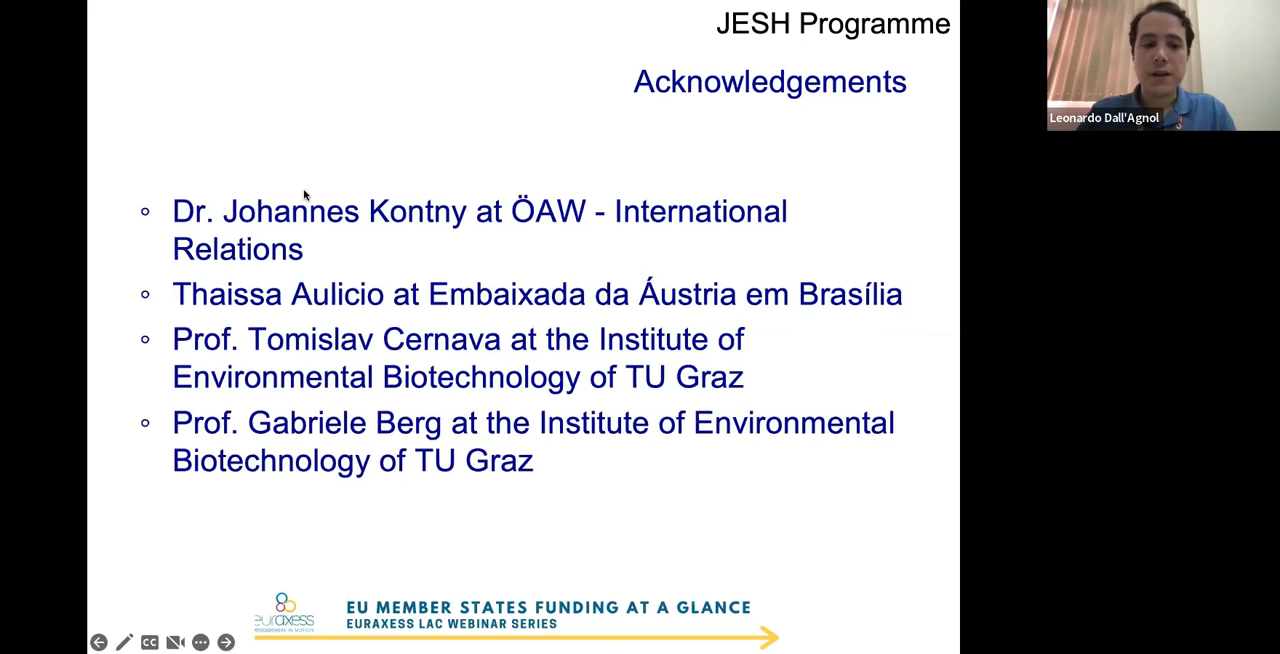 JESH Programme
Acknowledgements
Leonardo Dall'Agnol
Dr. Johannes Kontny at ÖAW - International
Relations
Thaissa Aulicio at Embaixada da Áustria em Brasília
Prof. Tomislav Cernava at the Institute of
Environmental Biotechnology of TU Graz
Prof. Gabriele Berg at the Institute of Environmental
Biotechnology of TU Graz
euraxess
EU MEMBER STATES FUNDING AT A GLANCE
EURAXESS LAC WEBINAR SERIES
CC